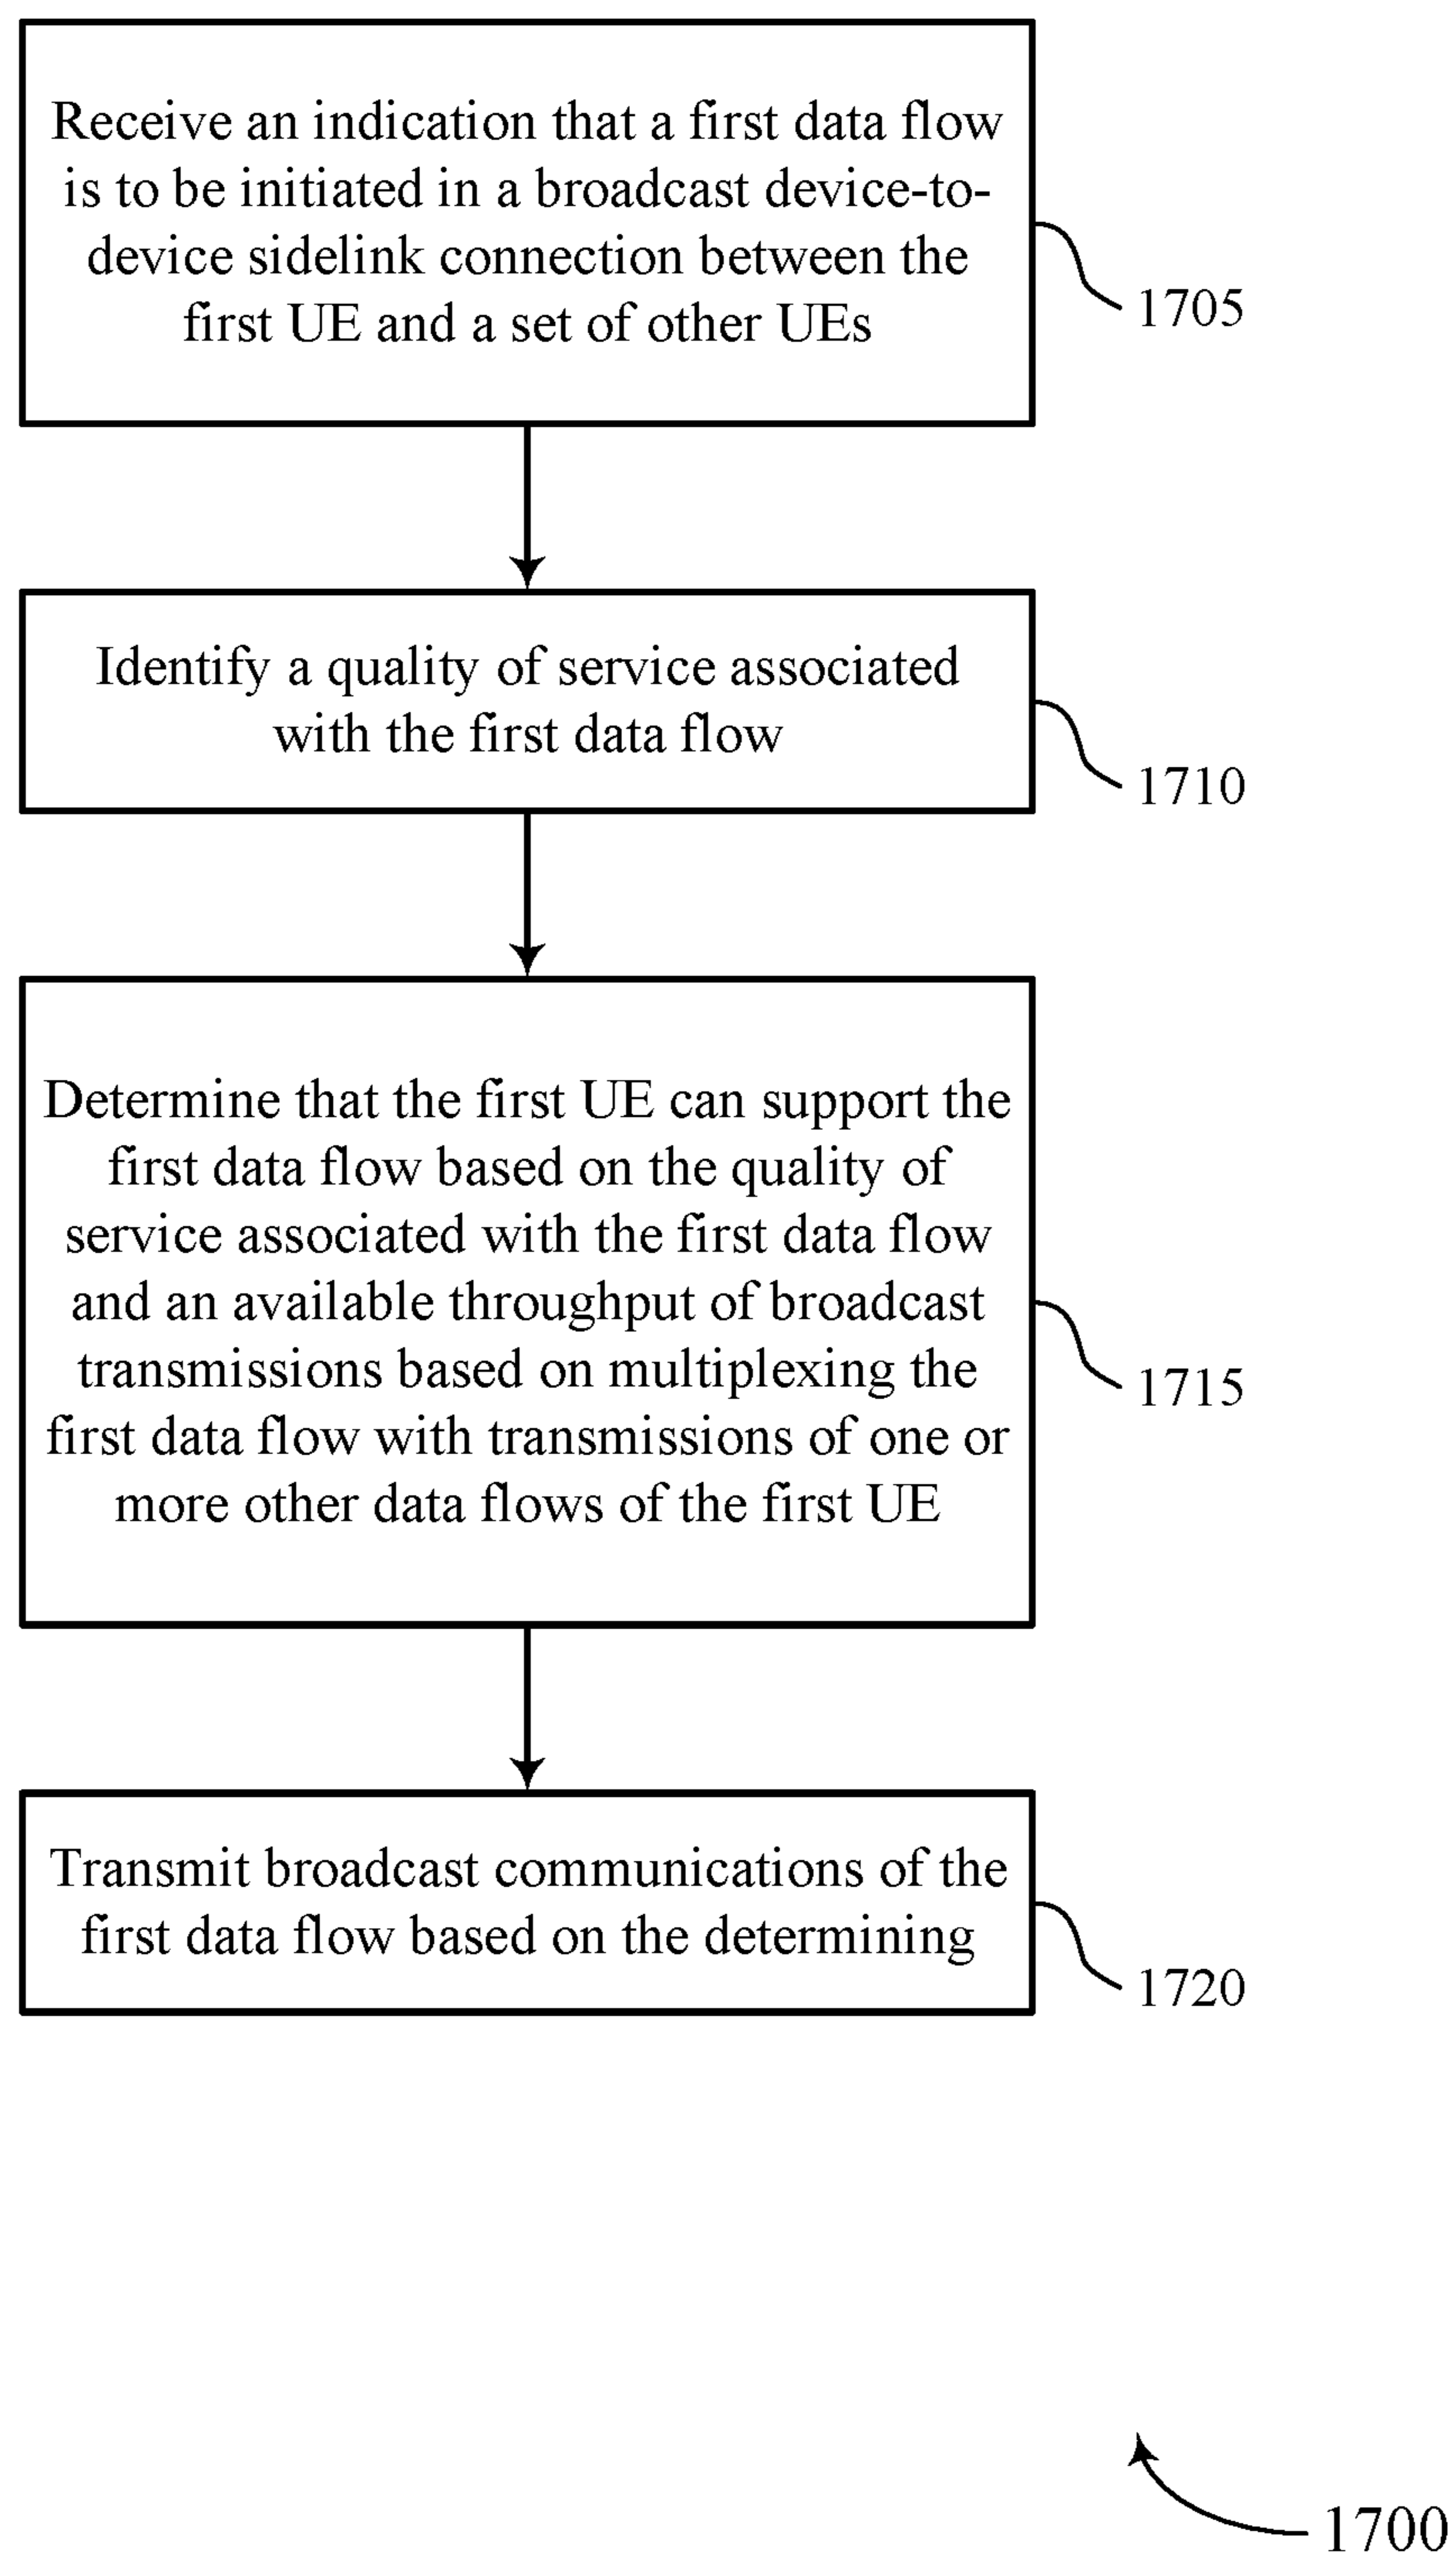 Receive an indication that a first data flow
is to be initiated in a broadcast device-to-
device sidelink connection between the
first UE and a set of other UEs
1705
Identify a quality of service associated
with the first data flow
1710
Determine that the first UE can support the
first data flow based on the quality of
service associated with the first data flow
and an available throughput of broadcast
transmissions based on multiplexing the
first data flow with transmissions of one or
more other data flows of the first UE
1715
Transmit broadcast communications of the
first data flow based on the determining
1720
1700